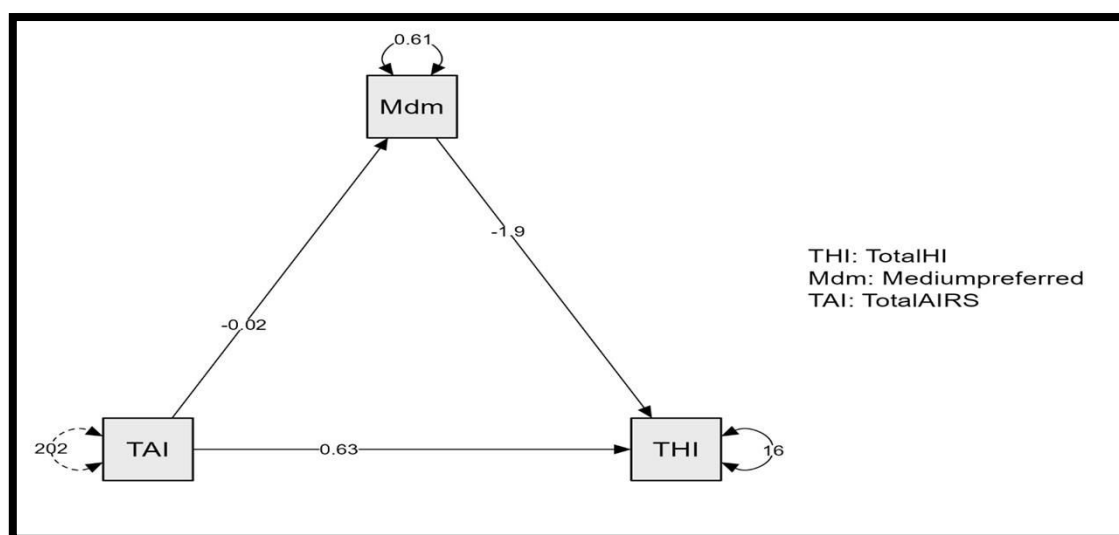 0.61
Mdm
-1.9
THI: TotalHI
Mdm: Mediumpreferred
TAI: TotalAIRS
-0.02
202
TAI
0.63
THI
16